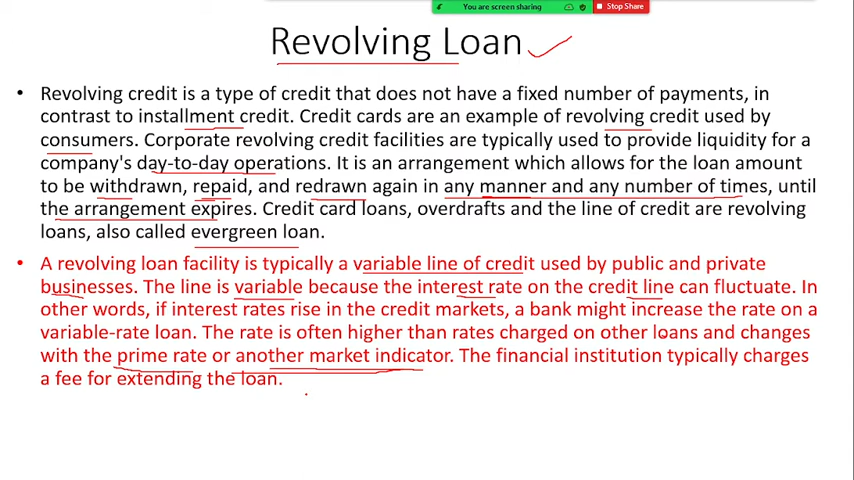 You are screen sharing
Stop Share
Revolving Loan
• Revolving credit is a type of credit that does not have a fixed number of payments, in
contrast to installment credit. Credit cards are an example of revolving credit used by
consumers. Corporate revolving credit facilities are typically used to provide liquidity for a
company's day-to-day operations. It is an arrangement which allows for the loan amount
to be withdrawn, repaid, and redrawn again in any manner and any number of times, until
the arrangement expires. Credit card loans, overdrafts and the line of credit are revolving
loans, also called evergreen loan.
• A revolving loan facility is typically a variable line of credit used by public and private
businesses. The line is variable because the interest rate on the credit line can fluctuate. In
other words, if interest rates rise in the credit markets, a bank might increase the rate on a
variable-rate loan. The rate is often higher than rates charged on other loans and changes
with the prime rate or another market indicator. The financial institution typically charges
a fee for extending the loan.